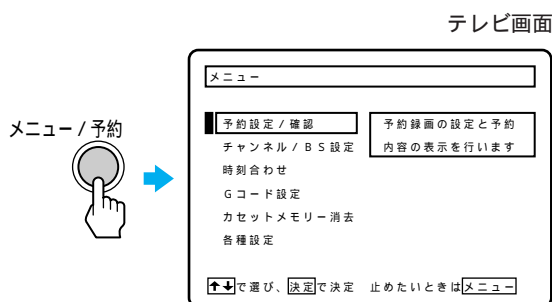 テレビ画面
メニュー / 予約
メニュー
予約設定 / 確認
チャンネル / BS設定
時刻合わせ
Gコード設定
カセットメモリー消去
各種設定
予約録画の設定と予約
内容の表示を行います
↑↓で選び、決定で決定 止めたいときはメニュー